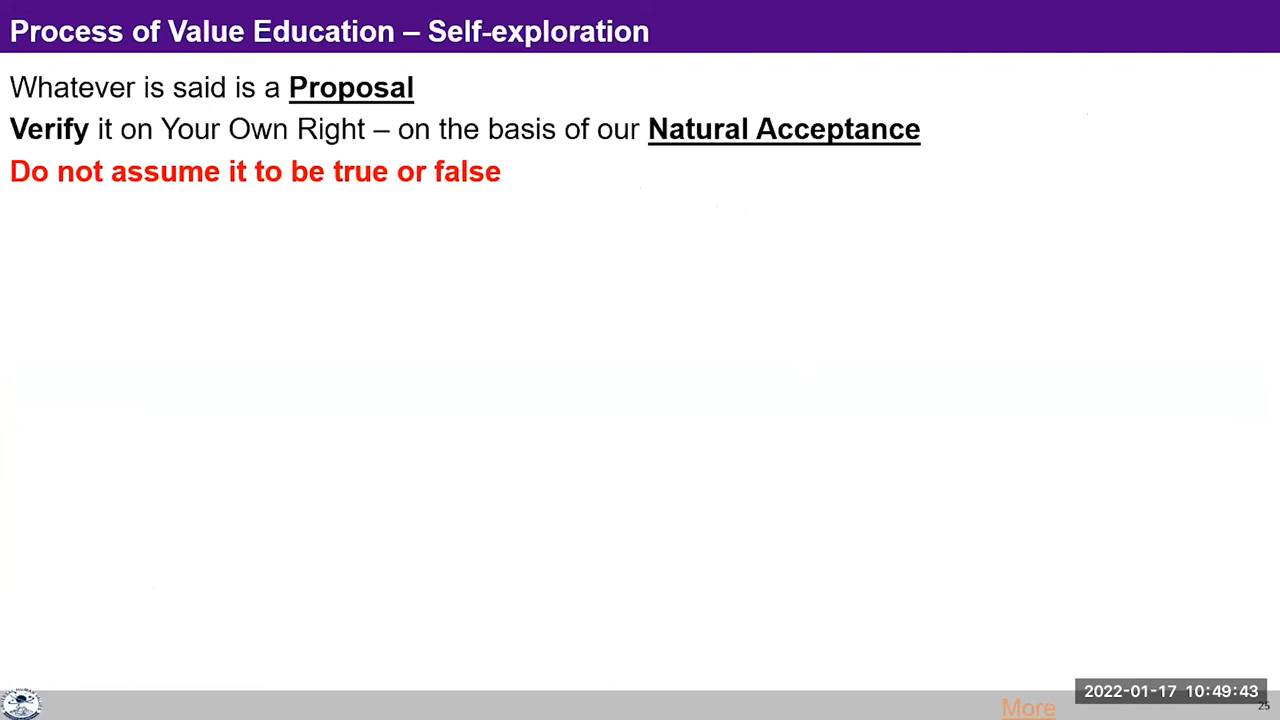 Process of Value Education – Self-exploration
Whatever is said is a Proposal
Verify it on Your Own Right – on the basis of our Natural Acceptance
Do not assume it to be true or false
2022-01-17 10:49:43
More
25